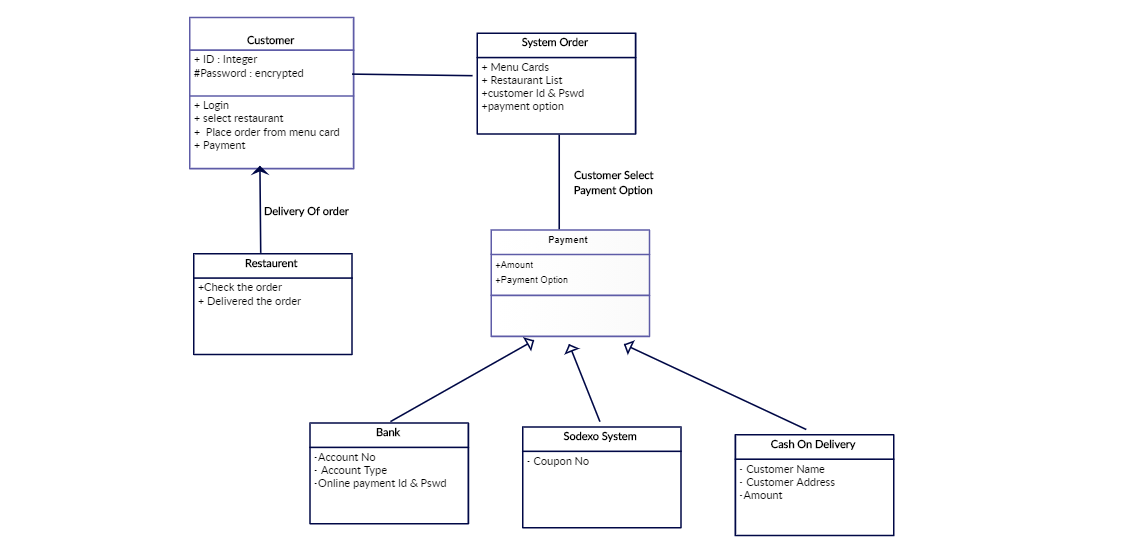 Customer
+ ID : Integer
#Password : encrypted
+ Login
+ select restaurant
+ Place order from menu card
+ Payment
System Order
+ Menu Cards
+ Restaurant List
+customer Id & Pswd
+payment option
Customer Select
Payment Option
Delivery Of order
Restaurent
+Check the order
+ Delivered the order
Payment
+Amount
+Payment Option
Bank
-Account No
- Account Type
-Online payment Id & Pswd
Sodexo System
- Coupon No
Cash On Delivery
- Customer Name
- Customer Address
-Amount